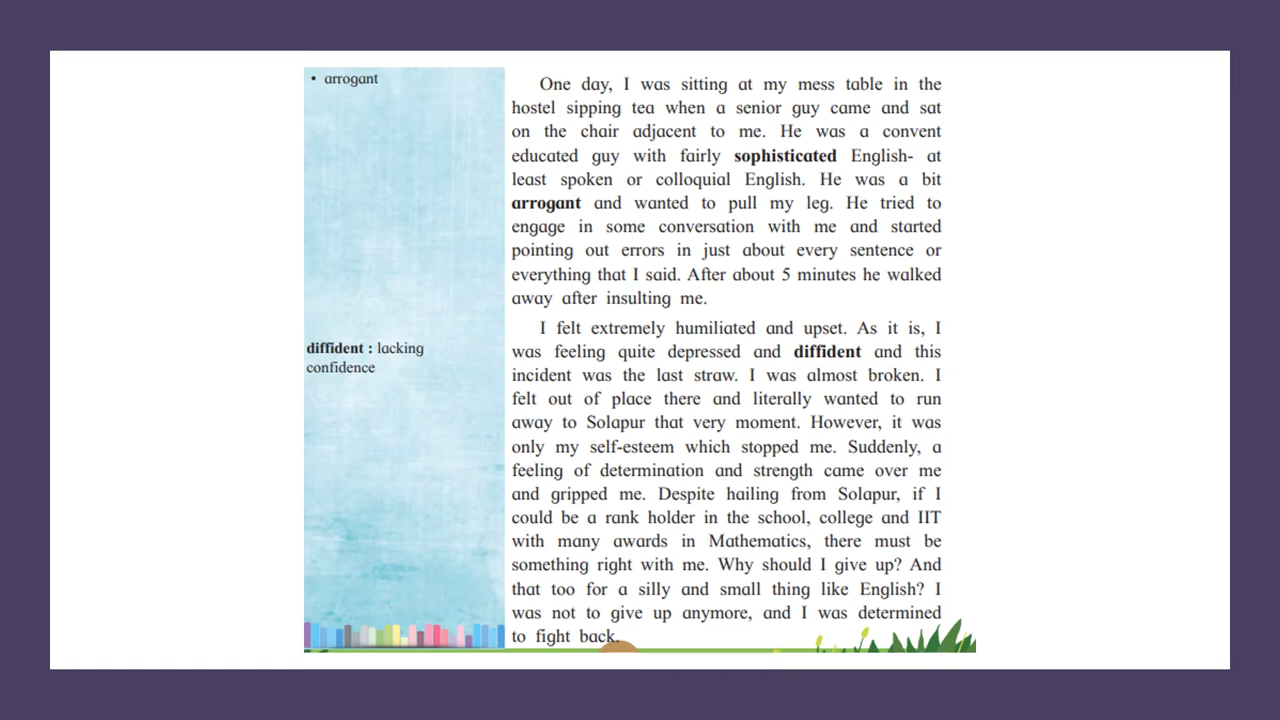 • arrogant
One day, I was sitting at my mess table in the
hostel sipping tea when a senior guy came and sat
on the chair adjacent to me. He was a convent
educated guy with fairly sophisticated English- at
least spoken or colloquial English. He was a bit
arrogant and wanted to pull my leg. He tried to
engage in some conversation with me and started
pointing out errors in just about every sentence or
everything that I said. After about 5 minutes he walked
away after insulting me.
diffident : lacking
confidence
I felt extremely humiliated and upset. As it is, I
was feeling quite depressed and diffident and this
incident was the last straw. I was almost broken. I
felt out of place there and literally wanted to run
away to Solapur that very moment. However, it was
only my self-esteem which stopped me. Suddenly, a
feeling of determination and strength came over me
and gripped me. Despite hailing from Solapur, if I
could be a rank holder in the school, college and IIT
with many awards in Mathematics, there must be
something right with me. Why should I give up? And
that too for a silly and small thing like English? I
was not to give up anymore, and I was determined
to fight back.